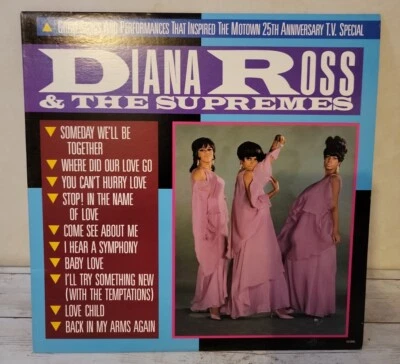 GREAT SONGS AND PERFORMANCES THAT INSPIRED THE MOTOWN 25TH ANNIVERSARY T.V. SPECIAL
DIANA ROSS
& THE SUPREMES
SOMEDAY WE'LL BE
TOGETHER
WHERE DID OUR LOVE GO
YOU CAN'T HURRY LOVE
STOP! IN THE NAME
OF LOVE
COME SEE ABOUT ME
I HEAR A SYMPHONY
BABY LOVE
I'LL TRY SOMETHING NEW
(WITH THE TEMPTATIONS)
LOVE CHILD
BACK IN MY ARMS AGAIN